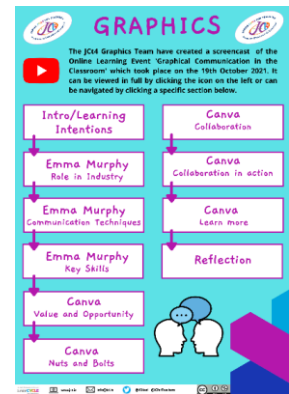 GRAPHICS
The JCt4 Graphics Team have created a screencast of the
Online Learning Event 'Graphical Communication in the
Classroom' which took place on the 19th October 2021. It
can be viewed in full by clicking the icon on the left or can
be navigated by clicking a specific section below.
Intro/Learning
Intentions
Emma Murphy
Role in Industry
Emma Murphy
Communication Techniques
Emma Murphy
Key Skills
Canva
Value and Opportunity
Canva
Nuts and Bolts
Canva
Collaboration
Canva
Collaboration in action
Canva
Learn more
Reflection